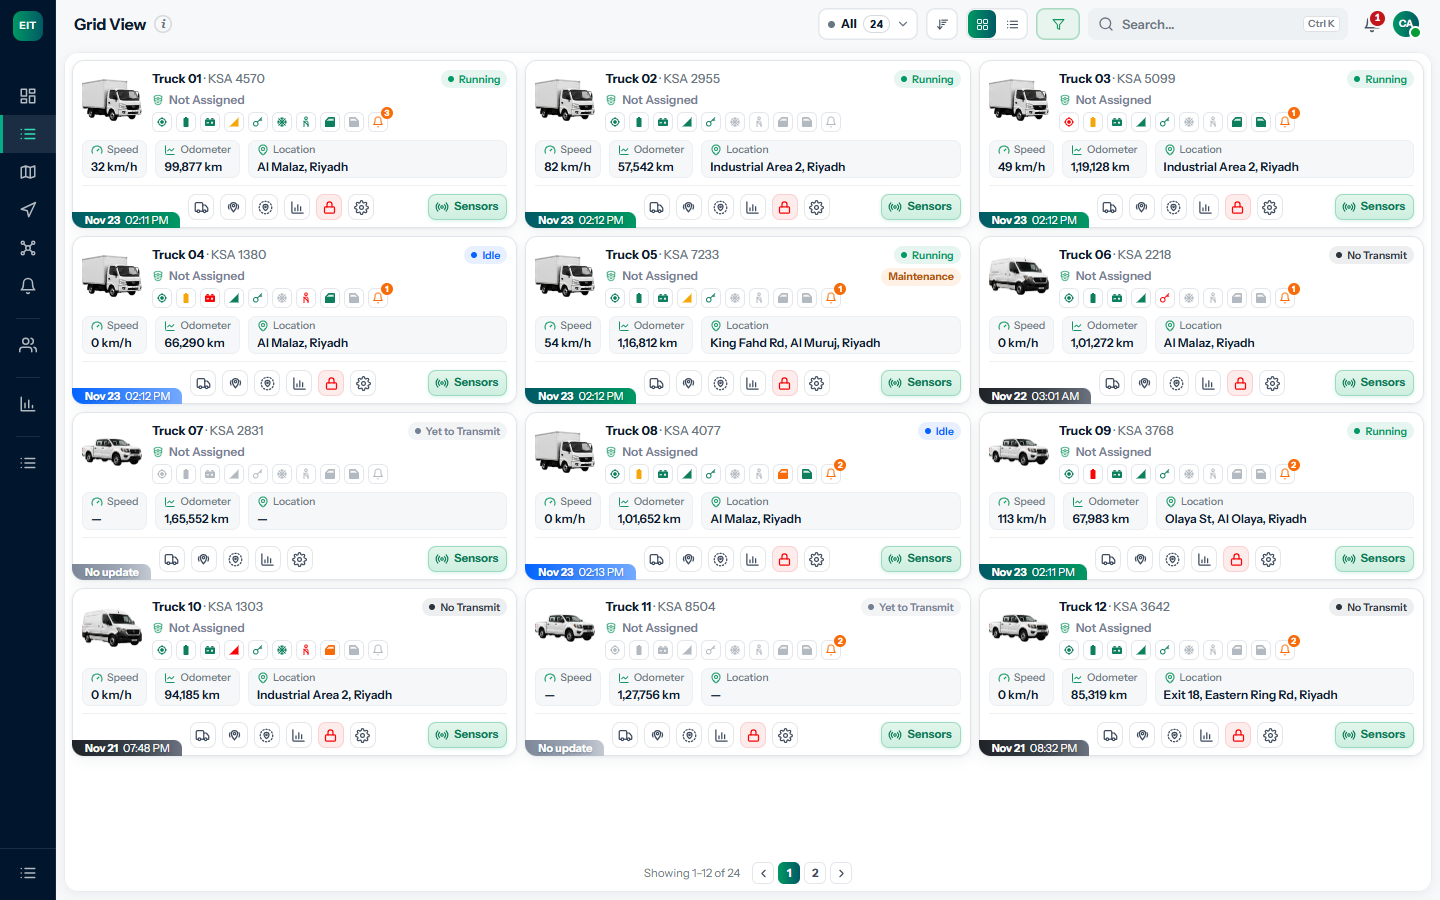 EIT
Grid View
All 24
Search...
Ctrl K
1
CA
Truck 01 · KSA 4570
Running
Not Assigned
3
Speed
32 km/h
Odometer
99,877 km
Location
Al Malaz, Riyadh
Nov 23 02:11 PM
Sensors
Truck 02 · KSA 2955
Running
Not Assigned
Speed
82 km/h
Odometer
57,542 km
Location
Industrial Area 2, Riyadh
Nov 23 02:12 PM
Sensors
Truck 03 · KSA 5099
Running
Not Assigned
1
Speed
49 km/h
Odometer
1,19,128 km
Location
Industrial Area 2, Riyadh
Nov 23 02:12 PM
Sensors
Truck 04 · KSA 1380
Idle
Not Assigned
1
Speed
0 km/h
Odometer
66,290 km
Location
Al Malaz, Riyadh
Nov 23 02:12 PM
Sensors
Truck 05 · KSA 7233
Running
Not Assigned
Maintenance
1
Speed
54 km/h
Odometer
1,16,812 km
Location
King Fahd Rd, Al Muruj, Riyadh
Nov 23 02:12 PM
Sensors
Truck 06 · KSA 2218
No Transmit
Not Assigned
1
Speed
0 km/h
Odometer
1,01,272 km
Location
Al Malaz, Riyadh
Nov 22 03:01 AM
Sensors
Truck 07 · KSA 2831
Yet to Transmit
Not Assigned
Speed
—
Odometer
1,65,552 km
Location
—
No update
Sensors
Truck 08 · KSA 4077
Idle
Not Assigned
2
Speed
0 km/h
Odometer
1,01,652 km
Location
Al Malaz, Riyadh
Nov 23 02:13 PM
Sensors
Truck 09 · KSA 3768
Running
Not Assigned
2
Speed
113 km/h
Odometer
67,983 km
Location
Olaya St, Al Olaya, Riyadh
Nov 23 02:11 PM
Sensors
Truck 10 · KSA 1303
No Transmit
Not Assigned
Speed
0 km/h
Odometer
94,185 km
Location
Industrial Area 2, Riyadh
Nov 21 07:48 PM
Sensors
Truck 11 · KSA 8504
Yet to Transmit
Not Assigned
2
Speed
—
Odometer
1,27,756 km
Location
—
No update
Sensors
Truck 12 · KSA 3642
No Transmit
Not Assigned
2
Speed
0 km/h
Odometer
85,319 km
Location
Exit 18, Eastern Ring Rd, Riyadh
Nov 21 08:32 PM
Sensors
Showing 1–12 of 24
1
2